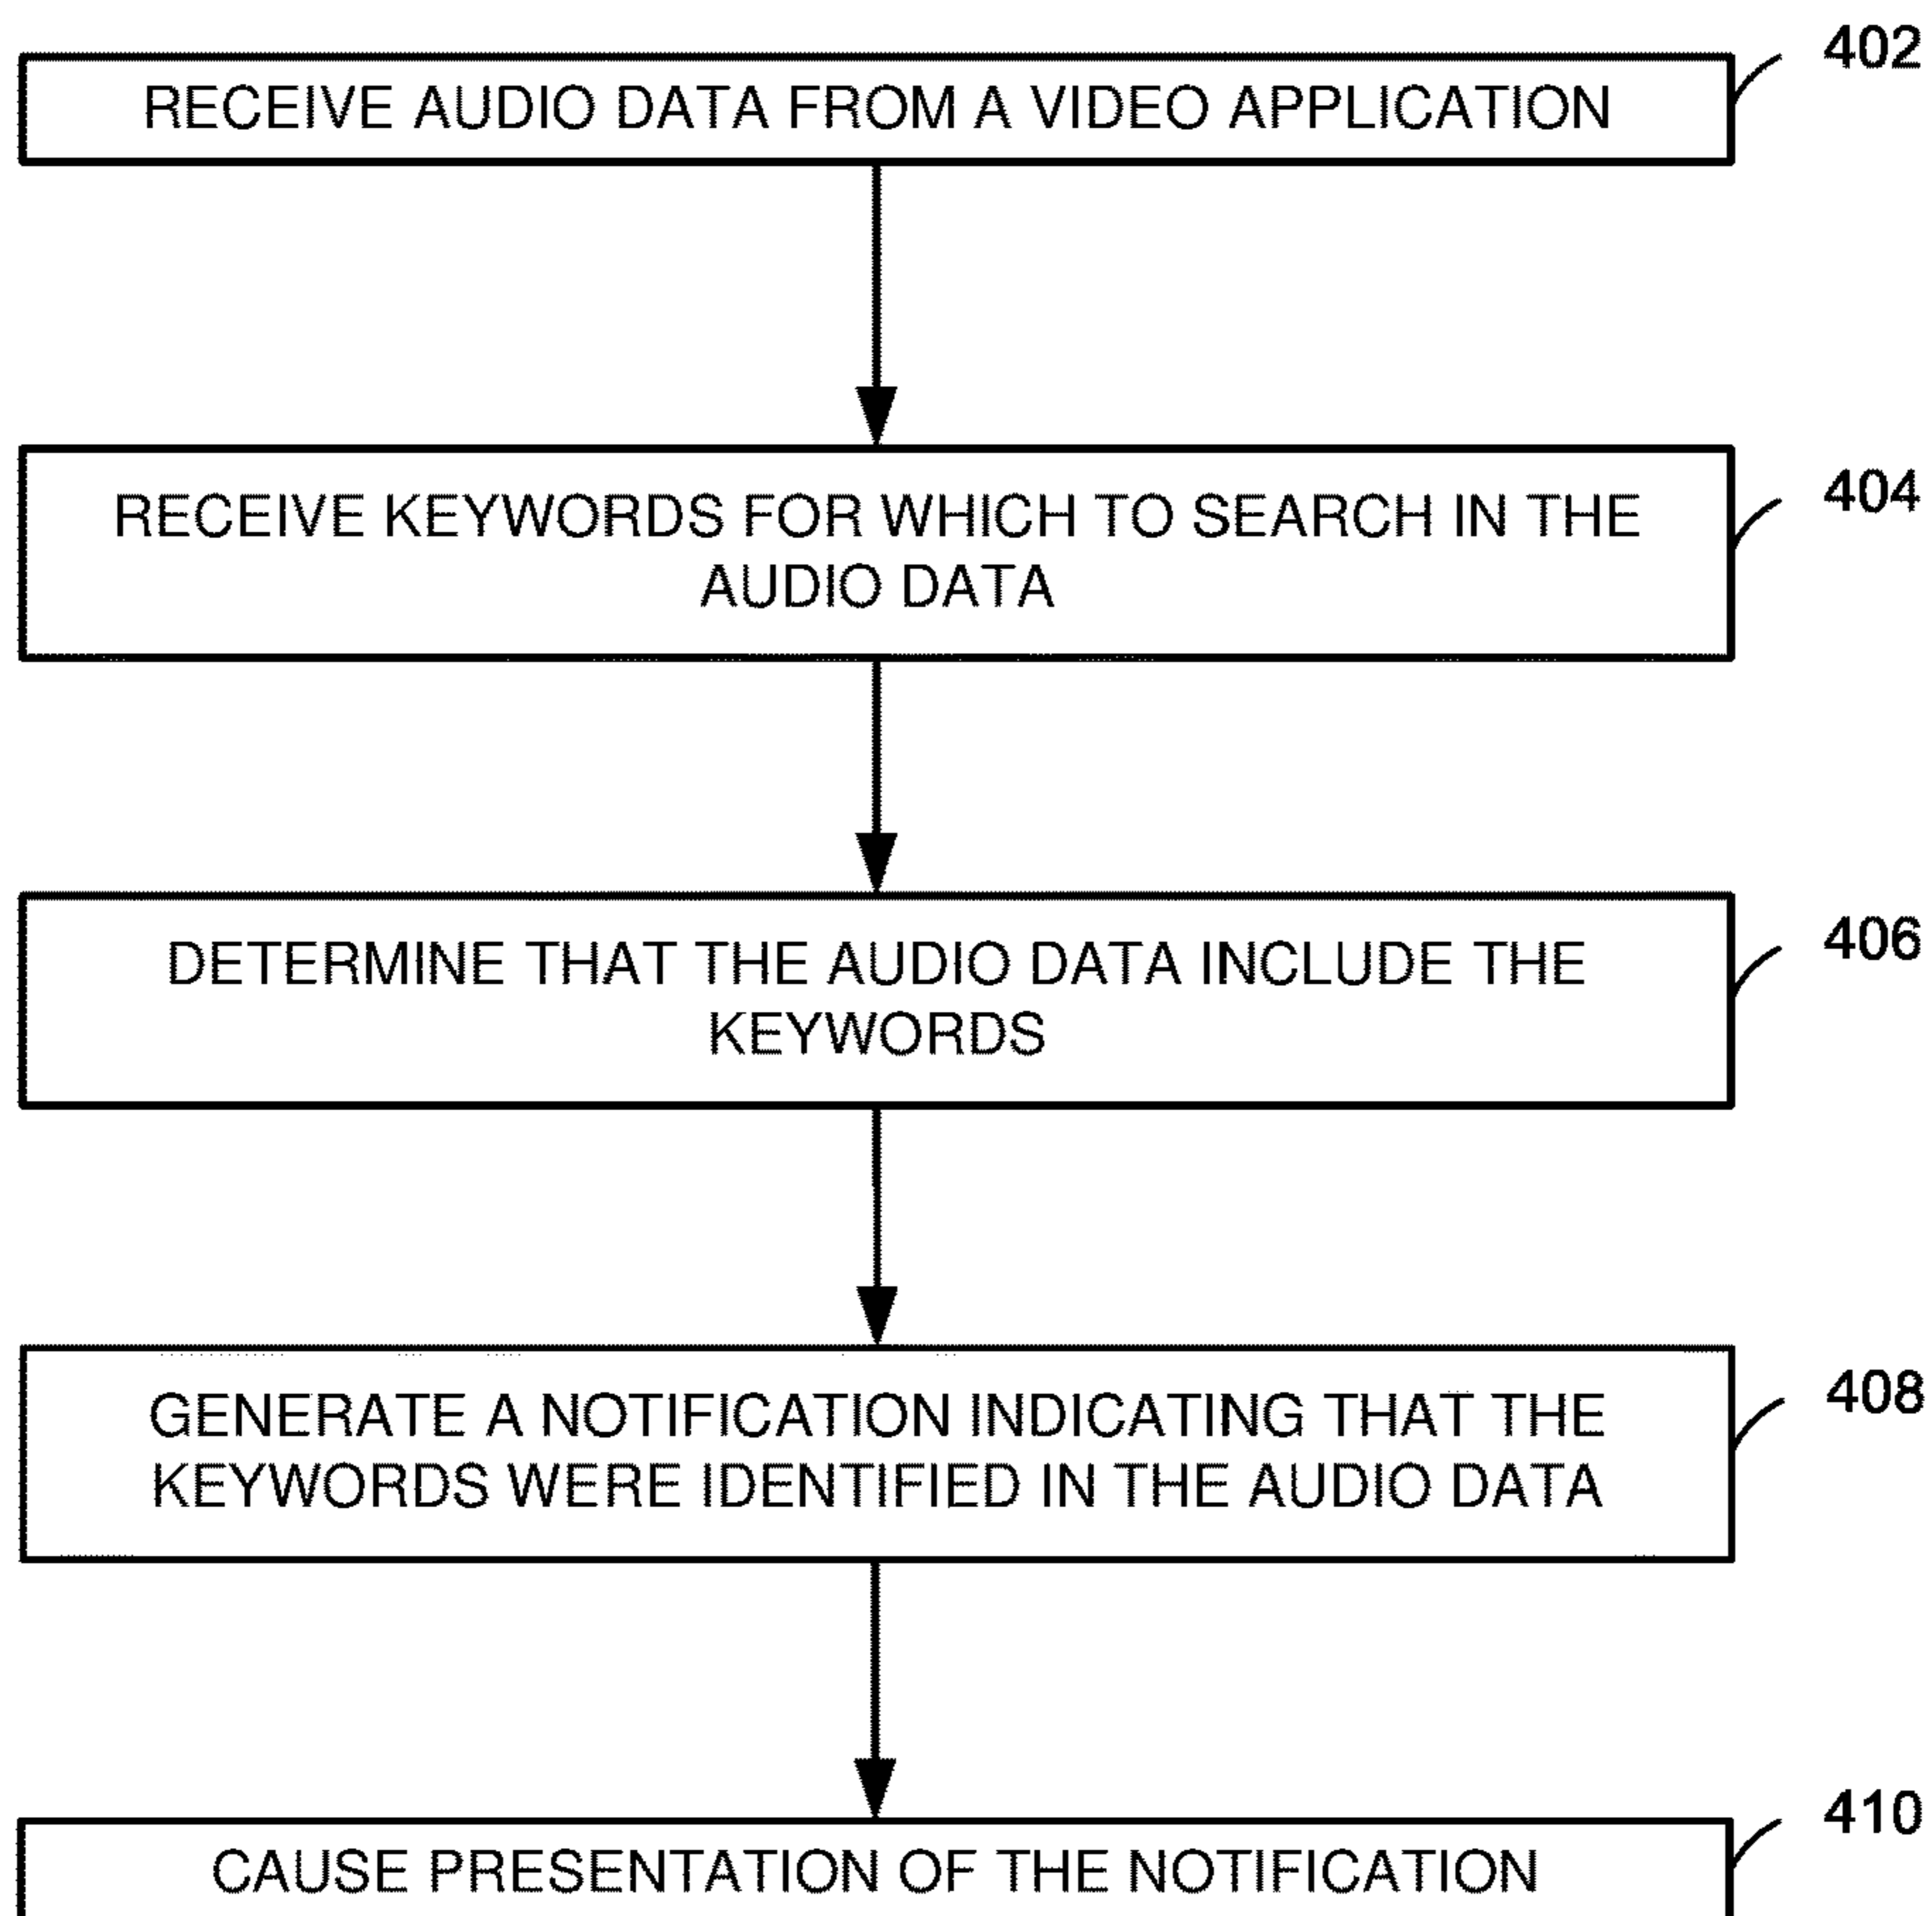 402
RECEIVE AUDIO DATA FROM A VIDEO APPLICATION
404
RECEIVE KEYWORDS FOR WHICH TO SEARCH IN THE
AUDIO DATA
406
DETERMINE THAT THE AUDIO DATA INCLUDE THE
KEYWORDS
408
GENERATE A NOTIFICATION INDICATING THAT THE
KEYWORDS WERE IDENTIFIED IN THE AUDIO DATA
410
CAUSE PRESENTATION OF THE NOTIFICATION